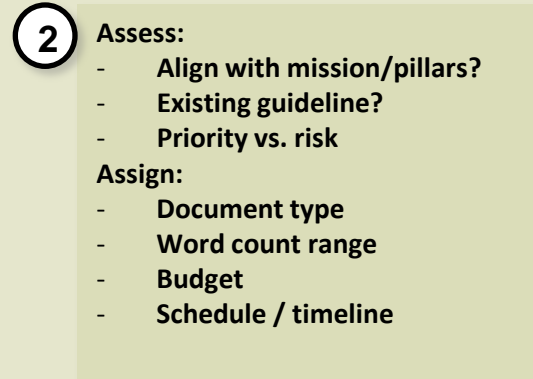 2
Assess:
- Align with mission/pillars?
- Existing guideline?
- Priority vs. risk
Assign:
- Document type
- Word count range
- Budget
- Schedule / timeline